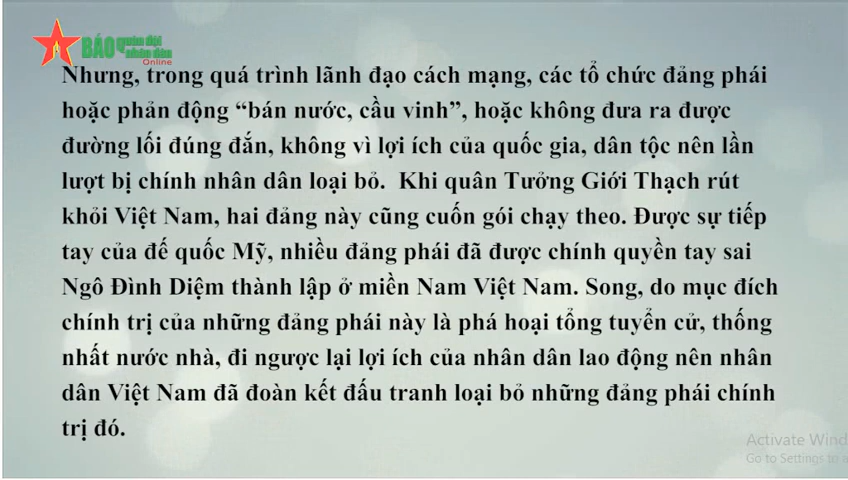 BÁO quân đội
nhân dân
Online
Nhưng, trong quá trình lãnh đạo cách mạng, các tổ chức đảng phái
hoặc phản động “bán nước, cầu vinh”, hoặc không đưa ra được
đường lối đúng đắn, không vì lợi ích của quốc gia, dân tộc nên lần
lượt bị chính nhân dân loại bỏ. Khi quân Tưởng Giới Thạch rút
khỏi Việt Nam, hai đảng này cũng cuốn gói chạy theo. Được sự tiếp
tay của đế quốc Mỹ, nhiều đảng phái đã được chính quyền tay sai
Ngô Đình Diệm thành lập ở miền Nam Việt Nam. Song, do mục đích
chính trị của những đảng phái này là phá hoại tổng tuyển cử, thống
nhất nước nhà, đi ngược lại lợi ích của nhân dân lao động nên nhân
dân Việt Nam đã đoàn kết đấu tranh loại bỏ những đảng phái chính
trị đó.
Activate Wind
Go to Settings to a